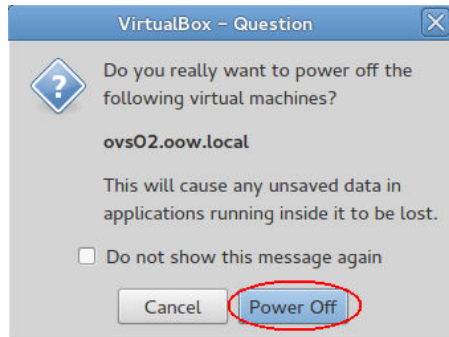 VirtualBox - Question
Do you really want to power off the
following virtual machines?
ovs02.oow.local
This will cause any unsaved data in
applications running inside it to be lost.
Do not show this message again
Cancel
Power Off